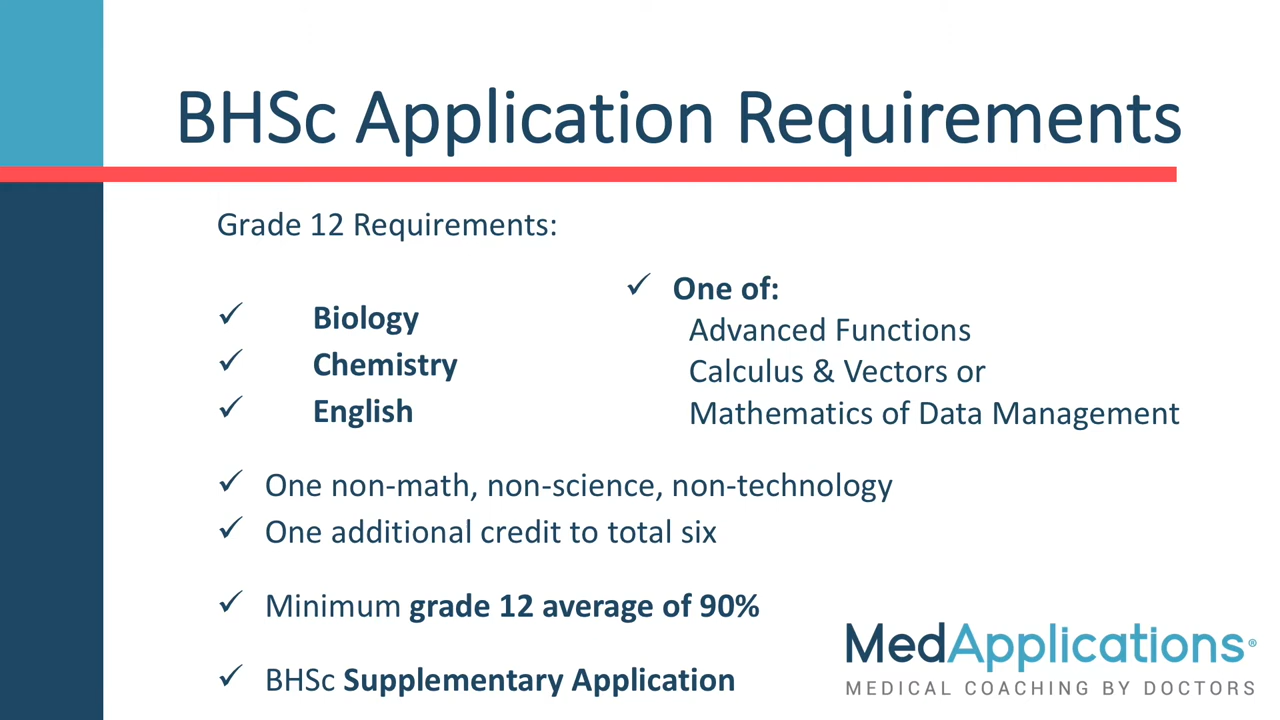 BHSc Application Requirements
Grade 12 Requirements:
✓ Biology
✓ Chemistry
✓ English
✓ One of:
Advanced Functions
Calculus & Vectors or
Mathematics of Data Management
✓ One non-math, non-science, non-technology
✓ One additional credit to total six
✓ Minimum grade 12 average of 90%
✓ BHSc Supplementary Application
MedApplications®
MEDICAL COACHING BY DOCTORS